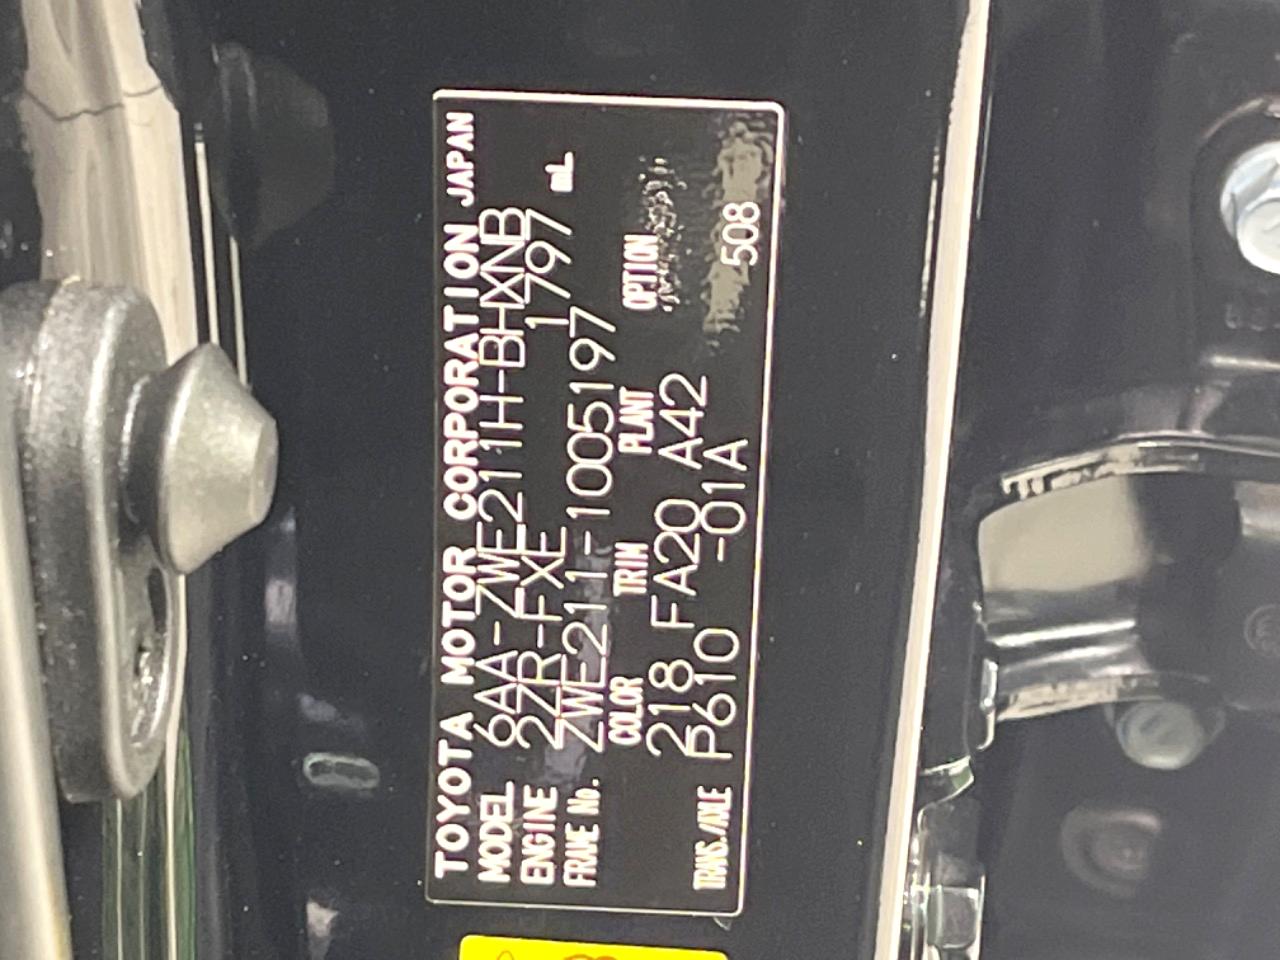 TOYOTA MOTOR CORPORATION JAPAN
MODEL 6AA-ZWE211H-BHXNB
ENGINE 2ZR-FXE 1797 mL
FRAME No. ZWE211-1005197
COLOR TRIM PLANT OPTION
218 FA20 A42
TRANS./AXLE P610 -01A 508